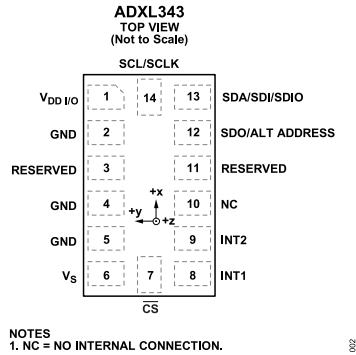 ADXL343
TOP VIEW
(Not to Scale)
SCL/SCLK
VDD I/O 1 14 13 SDA/SDI/SDIO
GND 2 12 SDO/ALT ADDRESS
RESERVED 3 11 RESERVED
GND 4 +x +y +z 10 NC
GND 5 9 INT2
VS 6 7 8 INT1
CS
NOTES
1. NC = NO INTERNAL CONNECTION.
002